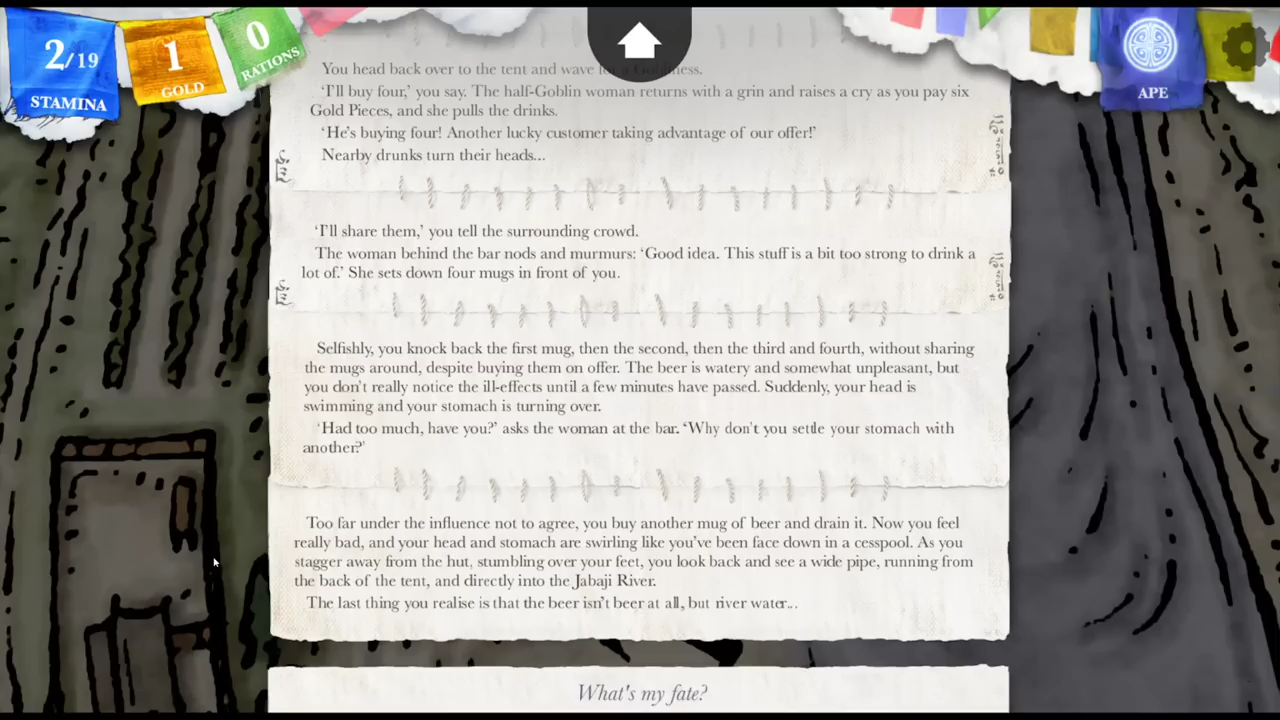 2/19
STAMINA
1
GOLD
0
RATIONS
APE
You head back over to the tent and wave
'I'll buy four,' you say. The half-Goblin woman returns with a grin and raises a cry as you pay six
Gold Pieces, and she pulls the drinks.
'He's buying four! Another lucky customer taking advantage of our offer!'
Nearby drunks turn their heads...
'I'll share them,' you tell the surrounding crowd.
The woman behind the bar nods and murmurs: 'Good idea. This stuff is a bit too strong to drink a
lot of.' She sets down four mugs in front of you.
Selfishly, you knock back the first mug, then the second, then the third and fourth, without sharing
the mugs around, despite buying them on offer. The beer is watery and somewhat unpleasant, but
you don't really notice the ill-effects until a few minutes have passed. Suddenly, your head is
swimming and your stomach is turning over.
'Had too much, have you?' asks the woman at the bar. 'Why don't you settle your stomach with
another?'
Too far under the influence not to agree, you buy another mug of beer and drain it. Now you feel
really bad, and your head and stomach are swirling like you've been face down in a cesspool. As you
stagger away from the hut, stumbling over your feet, you look back and see a wide pipe, running from
the back of the tent, and directly into the Jabaji River.
The last thing you realise is that the beer isn't beer at all, but river water...
What's my fate?